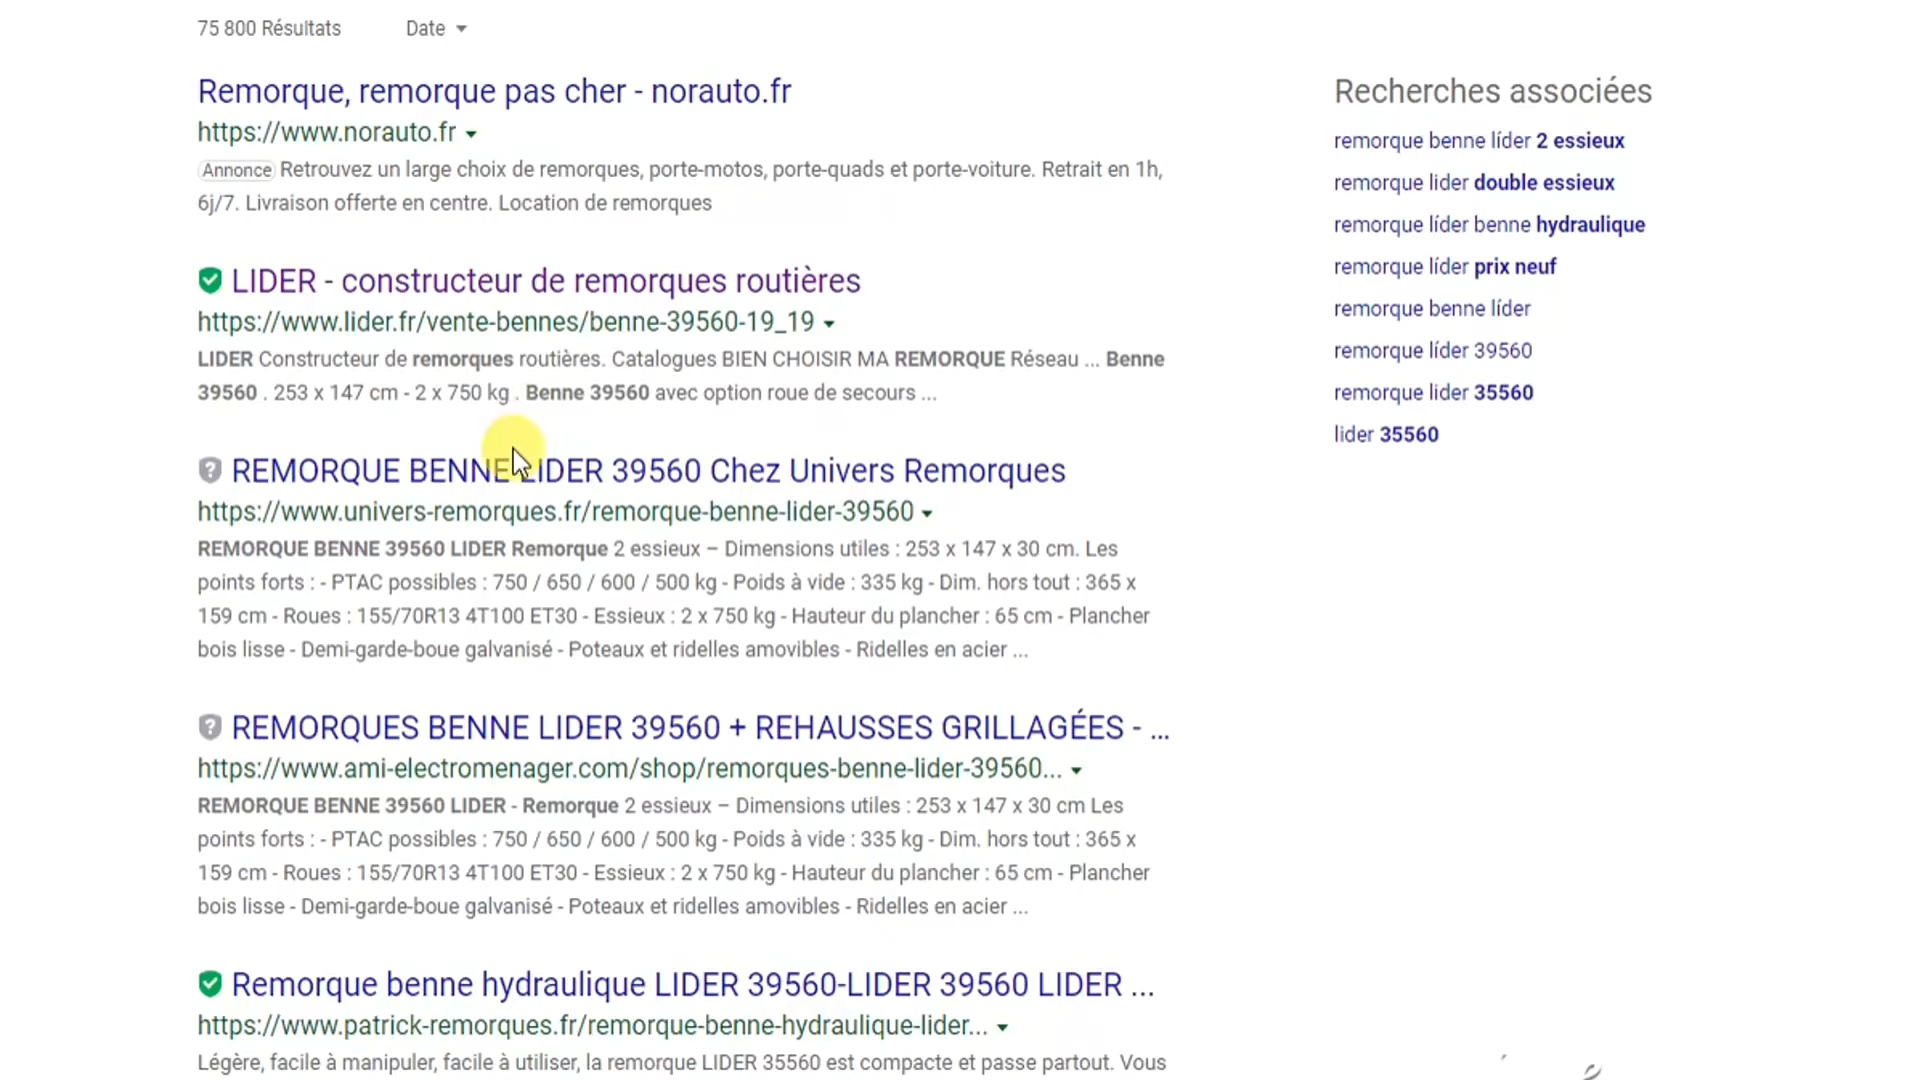 75 800 Résultats
Date
Remorque, remorque pas cher - norauto.fr
https://www.norauto.fr
Annonce Retrouvez un large choix de remorques, porte-motos, porte-quads et porte-voiture. Retrait en 1h,
6j/7. Livraison offerte en centre. Location de remorques
LIDER - constructeur de remorques routières
https://www.lider.fr/vente-bennes/benne-39560-19_19
LIDER Constructeur de remorques routières. Catalogues BIEN CHOISIR MA REMORQUE Réseau ... Benne
39560 . 253 x 147 cm - 2 x 750 kg . Benne 39560 avec option roue de secours ...
REMORQUE BENNE LIDER 39560 Chez Univers Remorques
https://www.univers-remorques.fr/remorque-benne-lider-39560
REMORQUE BENNE 39560 LIDER Remorque 2 essieux – Dimensions utiles : 253 x 147 x 30 cm. Les
points forts : - PTAC possibles : 750 / 650 / 600 / 500 kg - Poids à vide : 335 kg - Dim. hors tout : 365 x
159 cm - Roues : 155/70R13 4T100 ET30 - Essieux : 2 x 750 kg - Hauteur du plancher : 65 cm - Plancher
bois lisse - Demi-garde-boue galvanisé - Poteaux et ridelles amovibles - Ridelles en acier ...
REMORQUES BENNE LIDER 39560 + REHAUSSES GRILLAGÉES - ...
https://www.ami-electromenager.com/shop/remorques-benne-lider-39560...
REMORQUE BENNE 39560 LIDER - Remorque 2 essieux – Dimensions utiles : 253 x 147 x 30 cm Les
points forts : - PTAC possibles : 750 / 650 / 600 / 500 kg - Poids à vide : 335 kg - Dim. hors tout : 365 x
159 cm - Roues : 155/70R13 4T100 ET30 - Essieux : 2 x 750 kg - Hauteur du plancher : 65 cm - Plancher
bois lisse - Demi-garde-boue galvanisé - Poteaux et ridelles amovibles - Ridelles en acier ...
Remorque benne hydraulique LIDER 39560-LIDER 39560 LIDER ...
https://www.patrick-remorques.fr/remorque-benne-hydraulique-lider...
Légère, facile à manipuler, facile à utiliser, la remorque LIDER 35560 est compacte et passe partout. Vous
Recherches associées
remorque benne líder 2 essieux
remorque lider double essieux
remorque líder benne hydraulique
remorque líder prix neuf
remorque benne líder
remorque líder 39560
remorque lider 35560
lider 35560